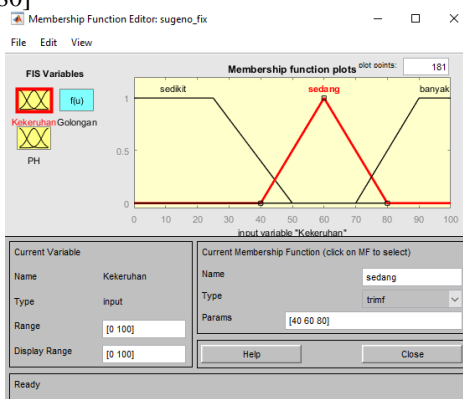 80]
Membership Function Editor: sugeno_fix
File Edit View
FIS Variables
Membership function plots
plot points:
181
f(u)
Kekeruhan Golongan
PH
sedikit
sedang
banyak
1
0.5
0
0 10 20 30 40 50 60 70 80 90 100
input variable "Kekeruhan"
Current Variable
Name Kekeruhan
Type input
Range [0 100]
Display Range [0 100]
Current Membership Function (click on MF to select)
Name sedang
Type trimf
Params [40 60 80]
Help Close
Ready